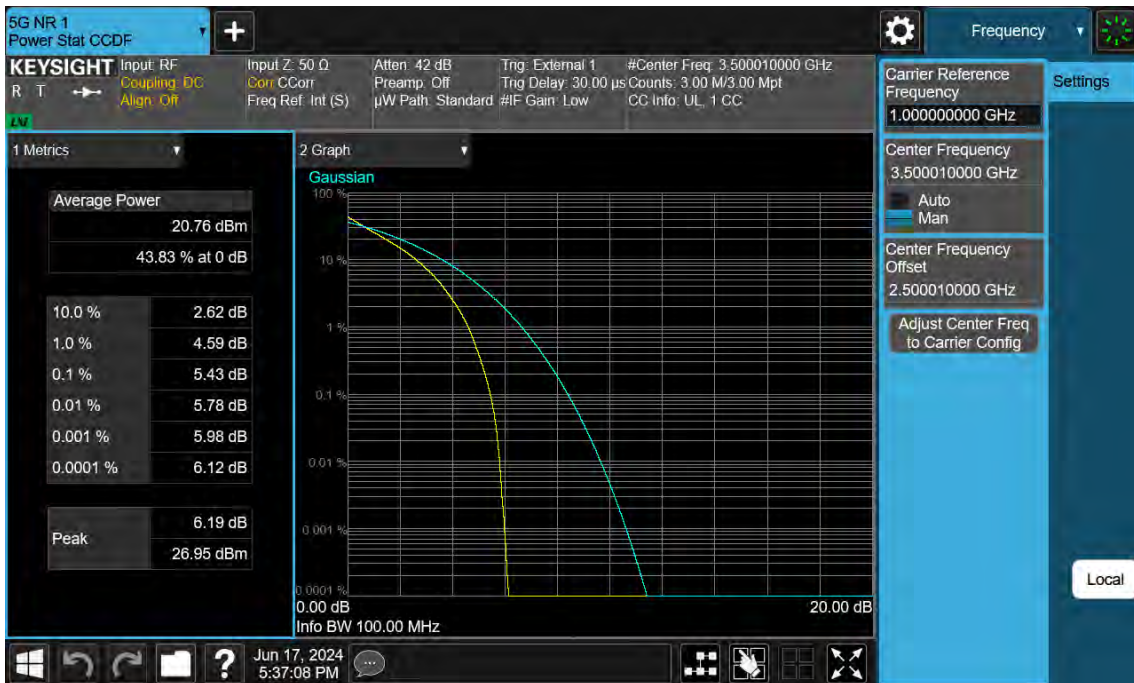 5G NR 1
Power Stat CCDF
Frequency
KEYSIGHT
R T
Input: RF
Coupling: DC
Align: Off
Input Z: 50 Ω
Corr CCorr
Freq Ref: Int (S)
Atten: 42 dB
Preamp: Off
µW Path: Standard
#IF Gain: Low
Trig: External 1
Trig Delay: 30.00 µs
#Center Freq: 3.500010000 GHz
Counts: 3.00 M/3.00 Mpt
CC Info: UL, 1 CC
1 Metrics
Average Power
20.76 dBm
43.83 % at 0 dB
10.0 % 2.62 dB
1.0 % 4.59 dB
0.1 % 5.43 dB
0.01 % 5.78 dB
0.001 % 5.98 dB
0.0001 % 6.12 dB
Peak
6.19 dB
26.95 dBm
2 Graph
Gaussian
100 %
10 %
1 %
0.1 %
0.01 %
0.001 %
0.0001 %
0.00 dB
20.00 dB
Info BW 100.00 MHz
Carrier Reference
Frequency
1.000000000 GHz
Center Frequency
3.500010000 GHz
Auto
Man
Center Frequency
Offset
2.500010000 GHz
Adjust Center Freq
to Carrier Config
Settings
Local
?
Jun 17, 2024
5:37:08 PM